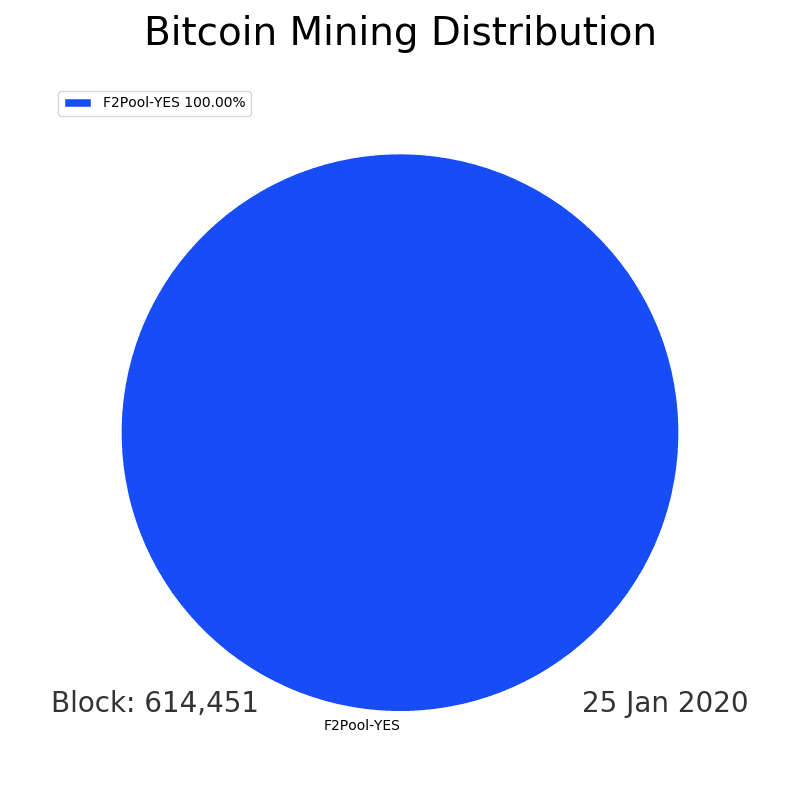 Bitcoin Mining Distribution
F2Pool-YES 100.00%
Block: 614,451
25 Jan 2020
F2Pool-YES